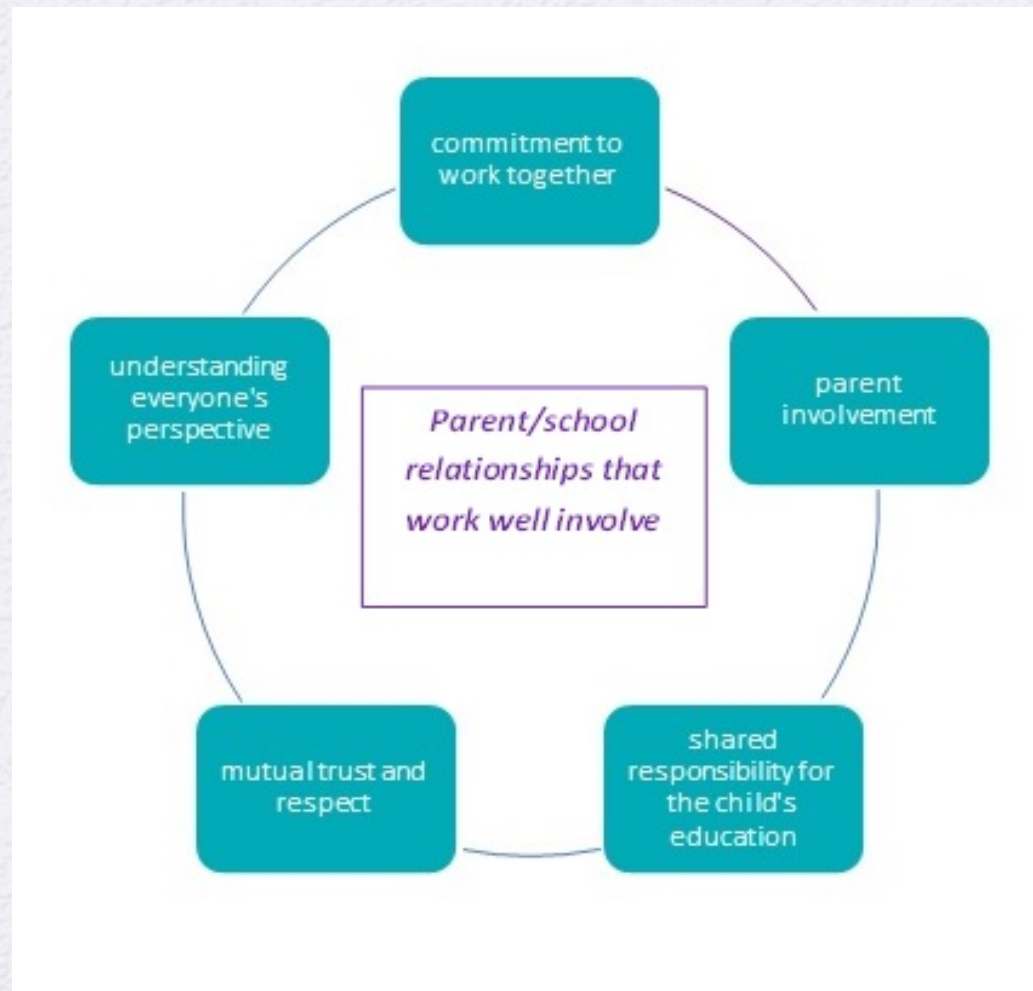 commitment to
work together
parent
involvement
shared
responsibility for
the child's
education
mutual trust and
respect
understanding
everyone's
perspective
Parent/school
relationships that
work well involve